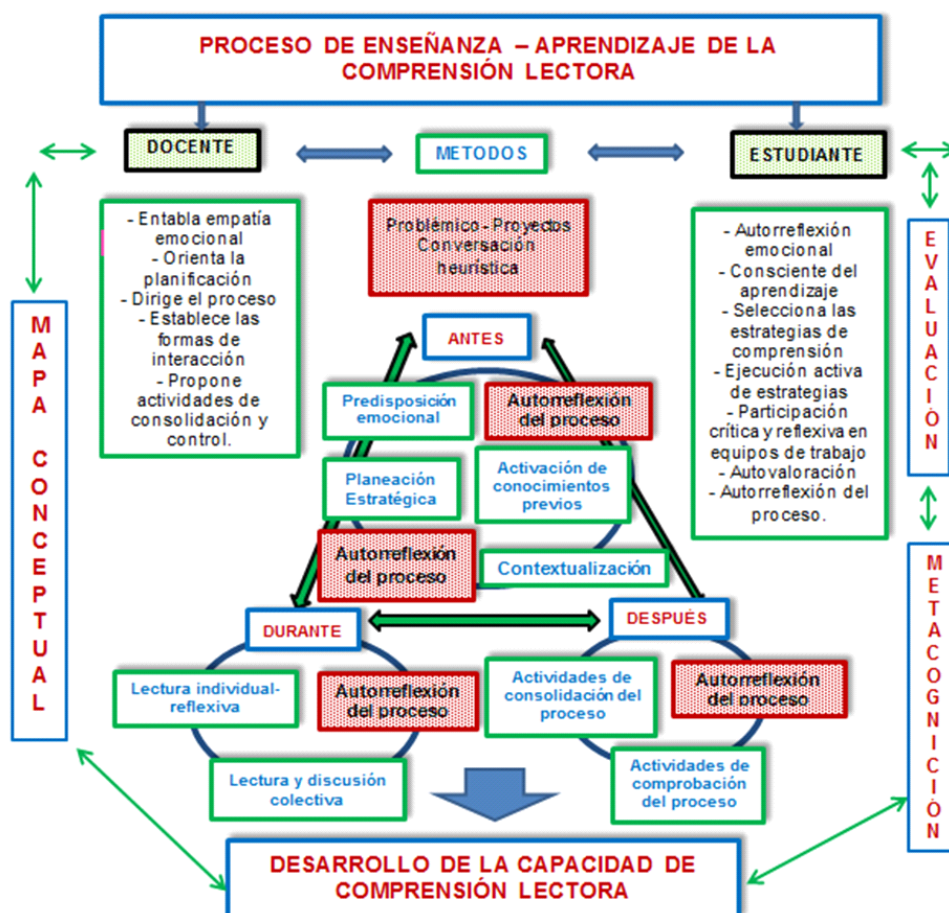 PROCESO DE ENSEÑANZA – APRENDIZAJE DE LA
COMPRENSIÓN LECTORA
DOCENTE
METODOS
ESTUDIANTE
- Entabla empatía
emocional
- Orienta la
planificación
- Dirige el proceso
- Establece las
formas de
interacción
- Propone
actividades de
consolidación y
control.
Problémico - Proyectos
Conversación
heurística
- Autorreflexión
emocional
- Consciente del
aprendizaje
- Selecciona las
estrategias de
comprensión
- Ejecución activa
de estrategias
- Participación
crítica y reflexiva en
equipos de trabajo
- Autovaloración
- Autorreflexión del
proceso.
MAPA CONCEPTUAL
EVALUACIÓN
METACOGNICIÓN
ANTES
Predisposición
emocional
Autorreflexión
del proceso
Planeación
Estratégica
Activación de
conocimientos
previos
Autorreflexión
del proceso
Contextualización
DURANTE
DESPUÉS
Lectura individual-
reflexiva
Autorreflexión
del proceso
Lectura y discusión
colectiva
Actividades de
consolidación del
proceso
Autorreflexión
del proceso
Actividades de
comprobación
del proceso
DESARROLLO DE LA CAPACIDAD DE
COMPRENSIÓN LECTORA